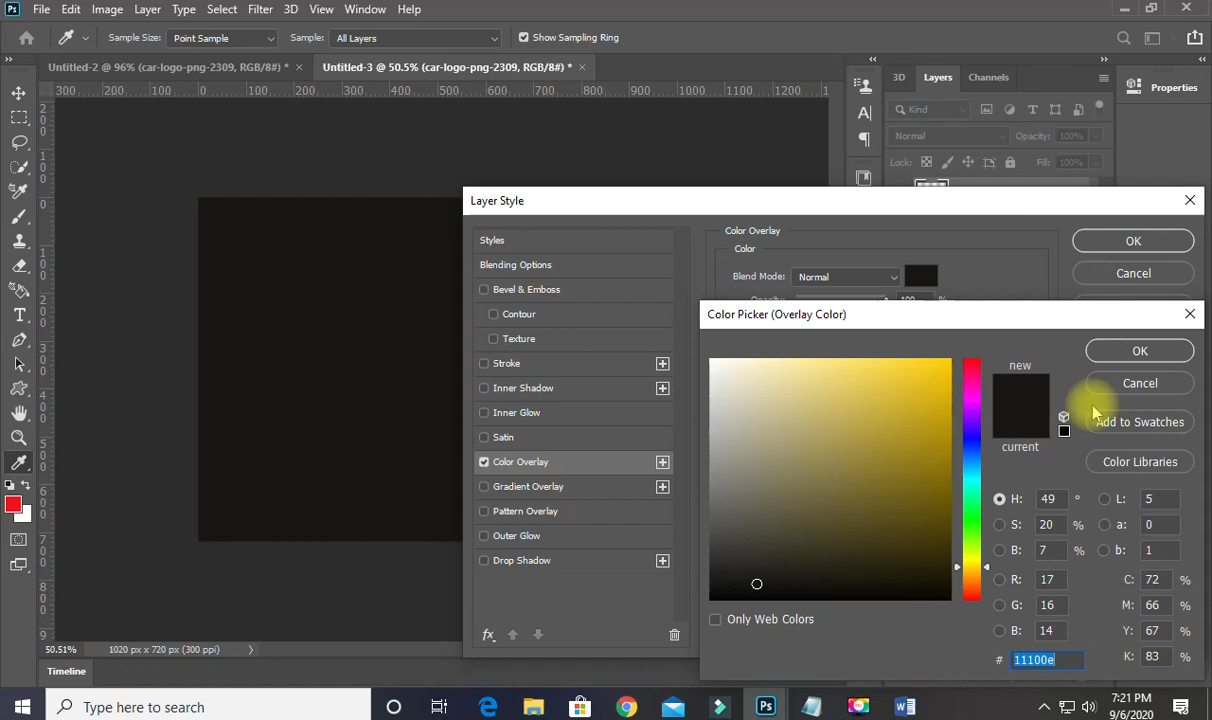 Ps File Edit Image Layer Type Select Filter 3D View Window Help
Sample Size: Point Sample Sample: All Layers Show Sampling Ring
Untitled-2 @ 96% (car-logo-png-2309, RGB/8#) * × Untitled-3 @ 50.5% (car-logo-png-2309, RGB/8#) * ×
300 200 100 0 100 200 300 400 500 600 700 800 900 1000 1100 1200
3D Layers Channels
Properties
Kind
Normal Opacity: 100%
Lock: Fill: 100%
Layer Style
Styles
Blending Options
Bevel & Emboss
Contour
Texture
Stroke
Inner Shadow
Inner Glow
Satin
Color Overlay
Gradient Overlay
Pattern Overlay
Outer Glow
Drop Shadow
fx
Color Overlay
Color
Blend Mode: Normal
OK
Cancel
Color Picker (Overlay Color)
new
current
OK
Cancel
Add to Swatches
Color Libraries
H: 49 ° L: 5
S: 20 % a: 0
B: 7 % b: 1
R: 17 C: 72 %
G: 16 M: 66 %
B: 14 Y: 67 %
# 11100e K: 83 %
Only Web Colors
50.51% 1020 px x 720 px (300 ppi)
Timeline
Type here to search
7:21 PM
9/6/2020